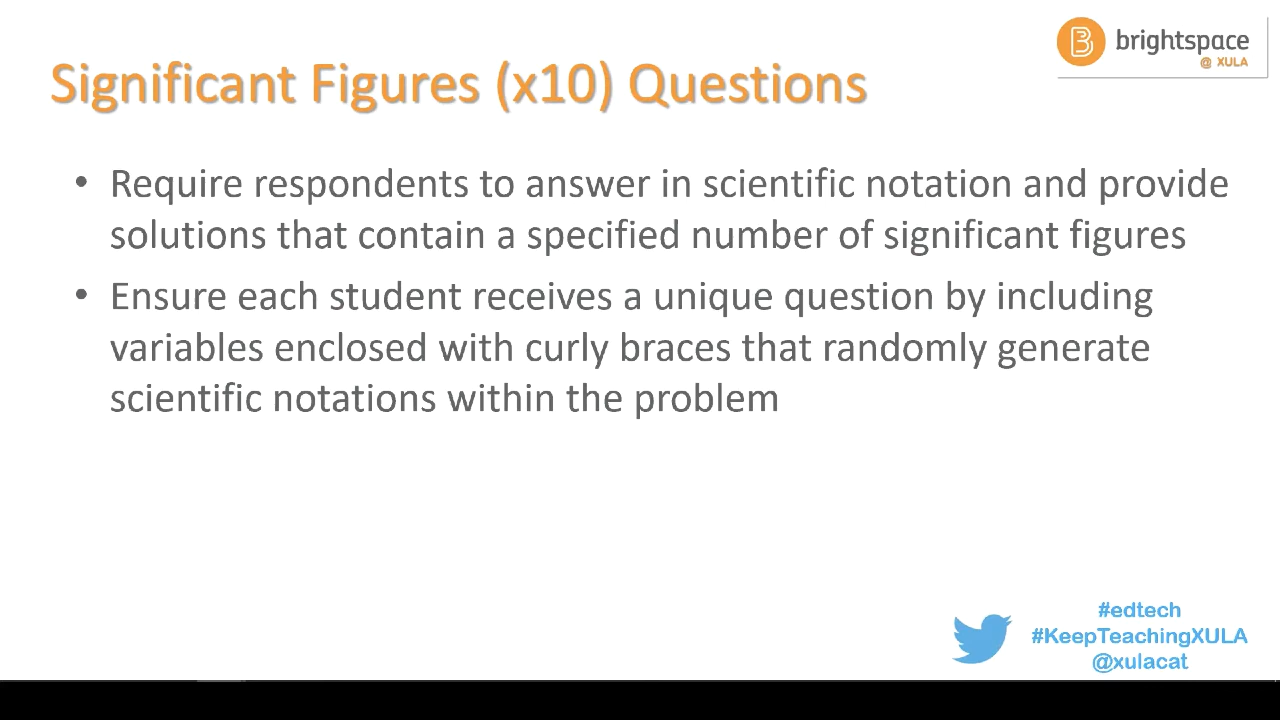 brightspace
@ XULA
Significant Figures (x10) Questions
• Require respondents to answer in scientific notation and provide
solutions that contain a specified number of significant figures
• Ensure each student receives a unique question by including
variables enclosed with curly braces that randomly generate
scientific notations within the problem
#edtech
#KeepTeachingXULA
@xulacat